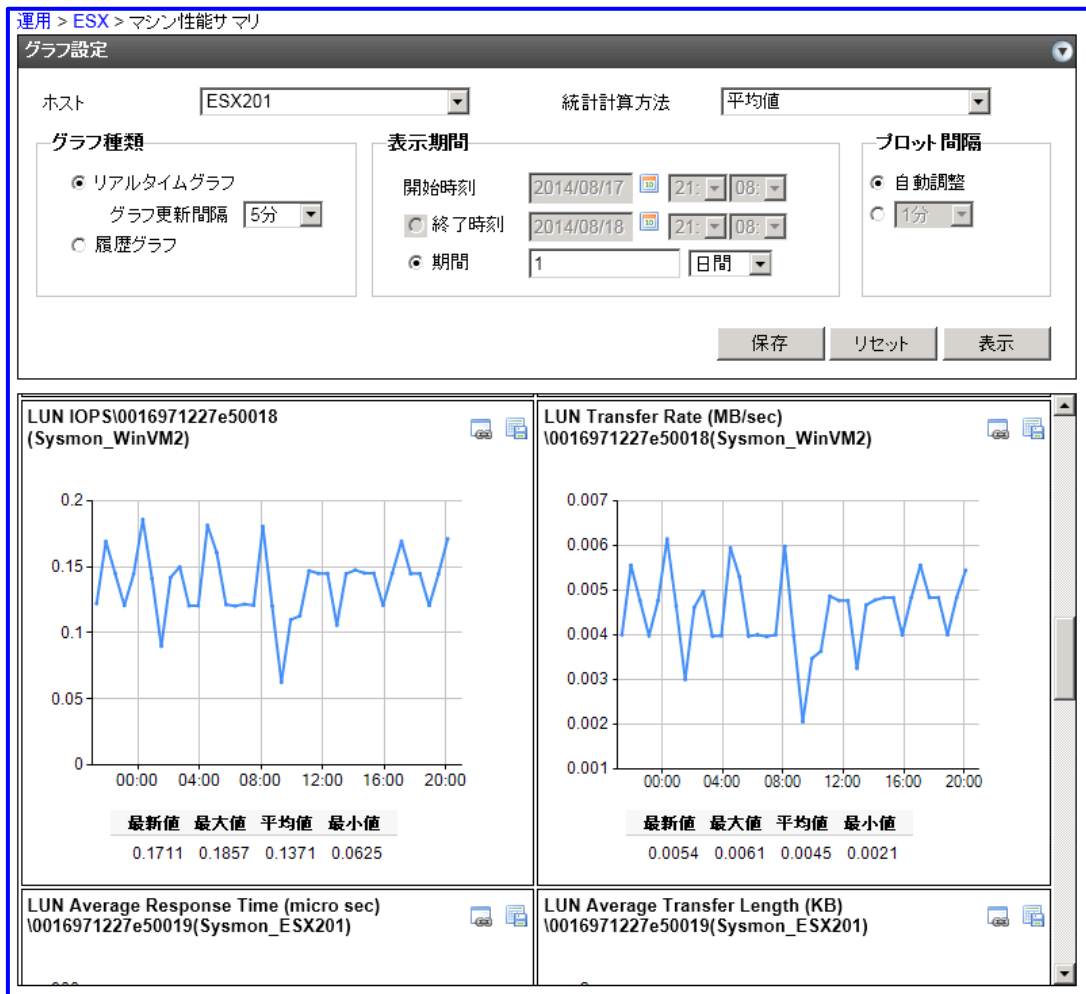 運用 > ESX > マシン性能サマリ
グラフ設定
ホスト ESX201 統計計算方法 平均値
グラフ種類 表示期間 プロット間隔
リアルタイムグラフ 開始時刻 2014/08/17 21: 08: 自動調整
グラフ更新間隔 5分 終了時刻 2014/08/18 21: 08: 1分
履歴グラフ 期間 1 日間
保存 リセット 表示
LUN IOPS\0016971227e50018
(Sysmon_WinVM2)
0.2
0.15
0.1
0.05
0
00:00 04:00 08:00 12:00 16:00 20:00
最新値 最大値 平均値 最小値
0.1711 0.1857 0.1371 0.0625
LUN Transfer Rate (MB/sec)
\0016971227e50018(Sysmon_WinVM2)
0.007
0.006
0.005
0.004
0.003
0.002
0.001
00:00 04:00 08:00 12:00 16:00 20:00
最新値 最大値 平均値 最小値
0.0054 0.0061 0.0045 0.0021
LUN Average Response Time (micro sec)
\0016971227e50019(Sysmon_ESX201)
LUN Average Transfer Length (KB)
\0016971227e50019(Sysmon_ESX201)